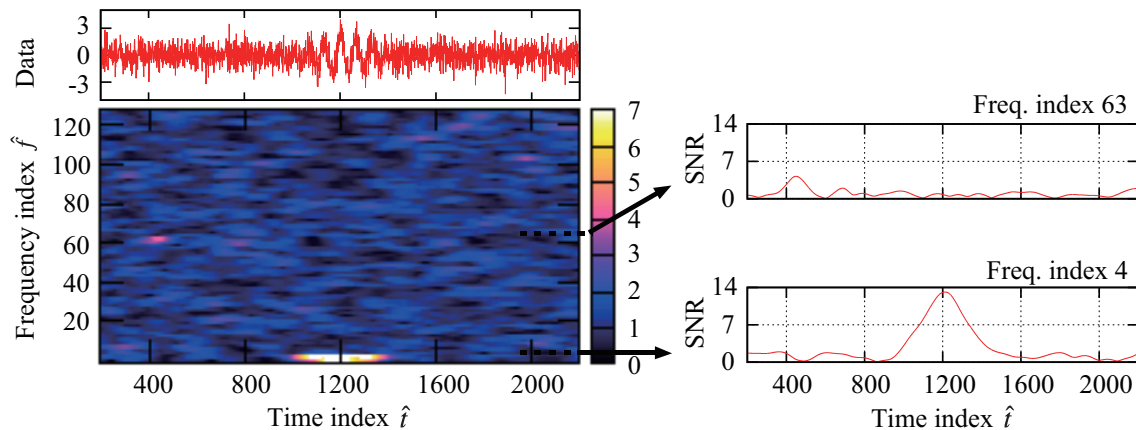 Data
3
0
-3
Frequency index f̂
120
100
80
60
40
20
400 800 1200 1600 2000
Time index t̂
7
6
5
4
3
2
1
0
Freq. index 63
SNR
14
7
0
400 800 1200 1600 2000
Freq. index 4
SNR
14
7
0
400 800 1200 1600 2000
Time index t̂